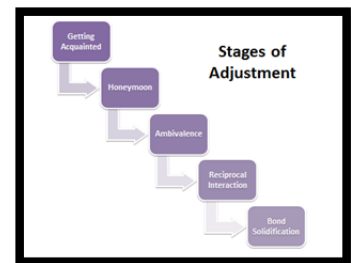 Getting
Acquainted
Stages of
Adjustment
Honeymoon
Ambivalence
Reciprocal
Interaction
Bond
Solidification